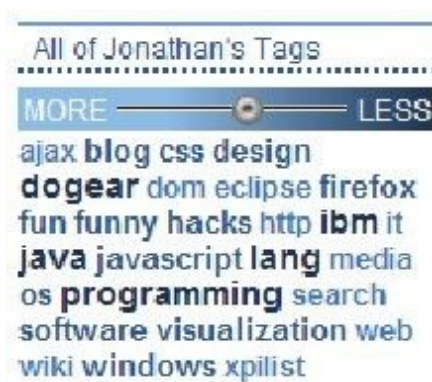 All of Jonathan's Tags
MORE LESS
ajax blog css design
dogear dom eclipse firefox
fun funny hacks http ibm it
java javascript lang media
os programming search
software visualization web
wiki windows xpilist